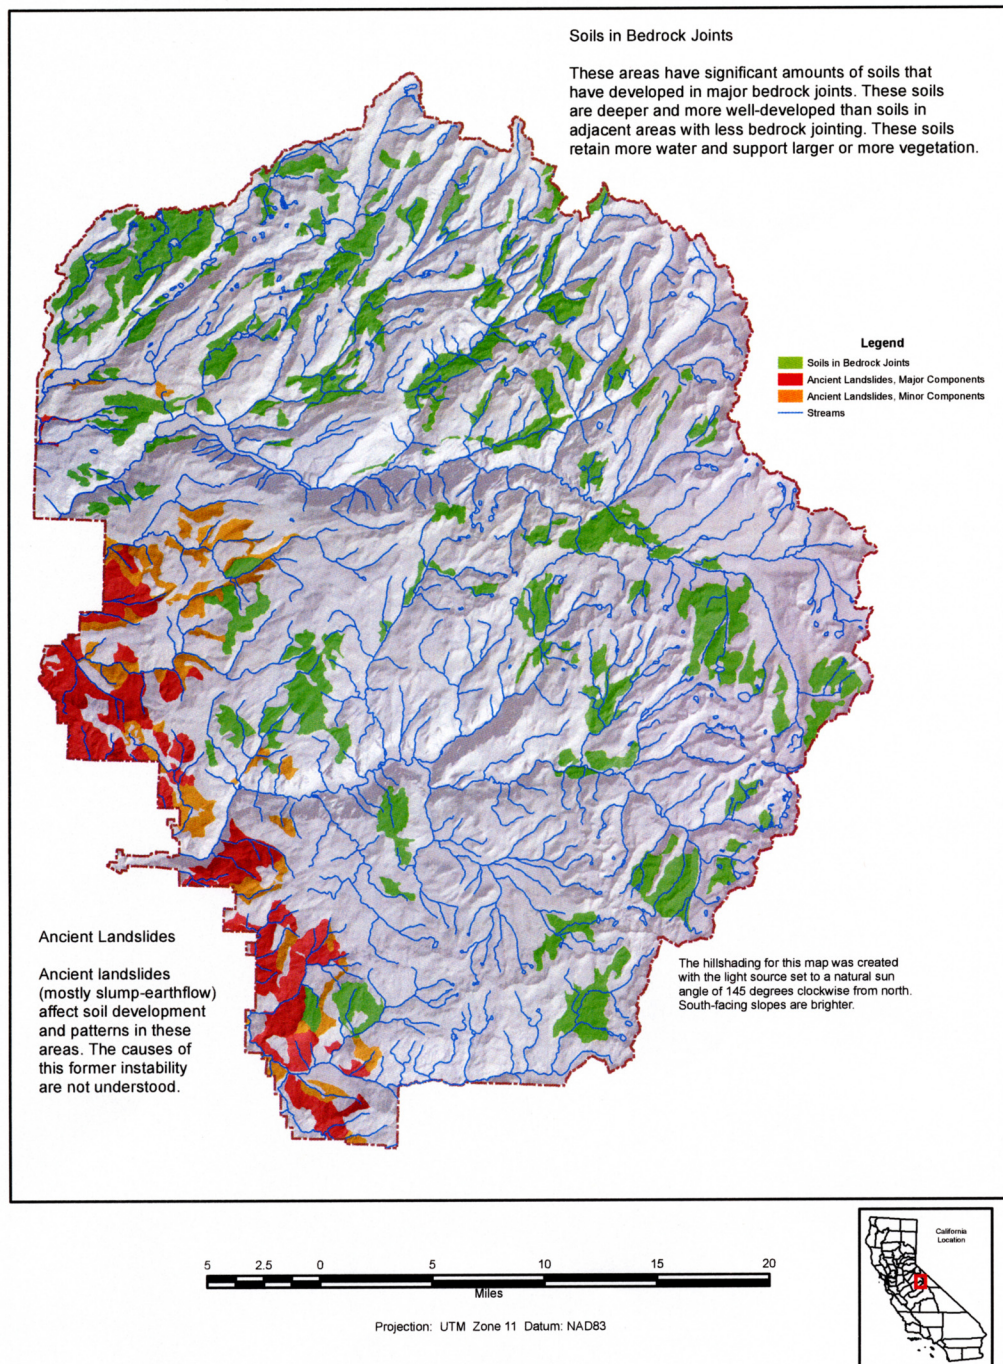 Soils in Bedrock Joints
These areas have significant amounts of soils that
have developed in major bedrock joints. These soils
are deeper and more well-developed than soils in
adjacent areas with less bedrock jointing. These soils
retain more water and support larger or more vegetation.
Legend
Soils in Bedrock Joints
Ancient Landslides, Major Components
Ancient Landslides, Minor Components
Streams
Ancient Landslides
Ancient landslides
(mostly slump-earthflow)
affect soil development
and patterns in these
areas. The causes of
this former instability
are not understood.
The hillshading for this map was created
with the light source set to a natural sun
angle of 145 degrees clockwise from north.
South-facing slopes are brighter.
5 2.5 0 5 10 15 20
Miles
Projection: UTM Zone 11 Datum: NAD83
California
Location